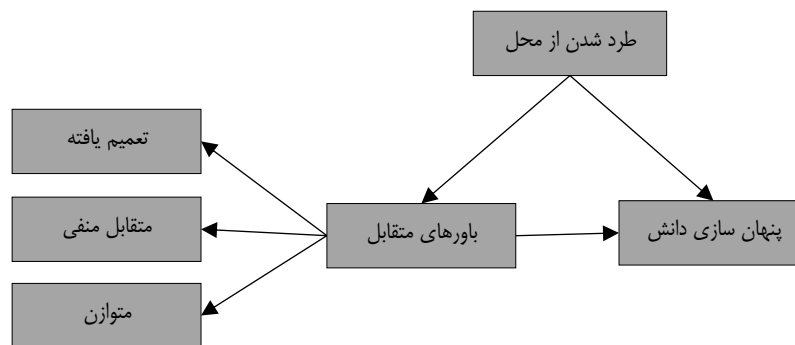 طرد شدن از محل
تعمیم یافته
متقابل منفی
باورهای متقابل
پنهان سازی دانش
متوازن